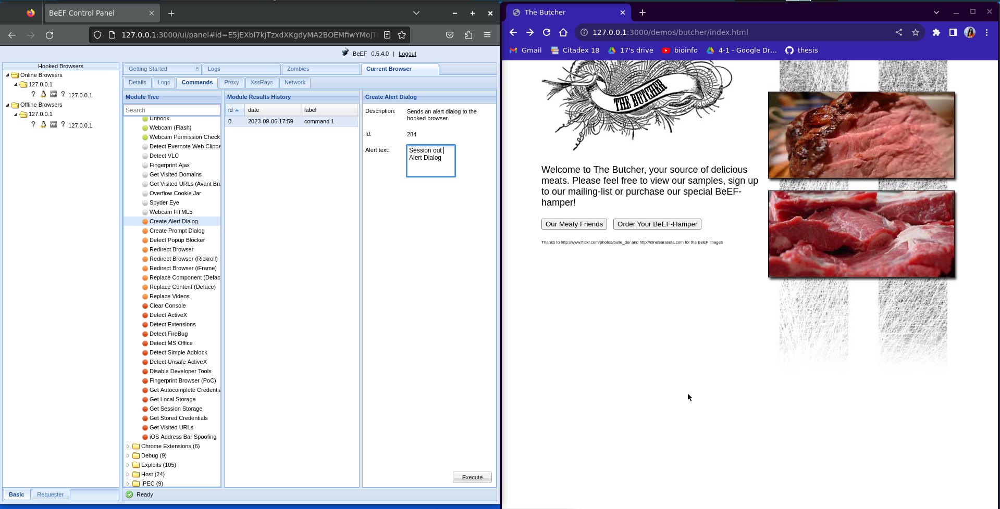 BeEF Control Panel
127.0.0.1:3000/ui/panel#id=E5jEXbI7kjTzxdXKgdyMA2BOEMfiwYMojT
BeEF 0.5.4.0 | Logout
Hooked Browsers
Online Browsers
127.0.0.1
? ? 127.0.0.1
Offline Browsers
127.0.0.1
? ? 127.0.0.1
Basic
Requester
Getting Started
Logs
Zombies
Current Browser
Details
Logs
Commands
Proxy
XssRays
Network
Module Tree
Search
Unhook
Webcam (Flash)
Webcam Permission Check
Detect Evernote Web Clippe
Detect VLC
Fingerprint Ajax
Get Visited Domains
Get Visited URLs (Avant Bro
Overflow Cookie Jar
Spyder Eye
Webcam HTML5
Create Alert Dialog
Create Prompt Dialog
Detect Popup Blocker
Redirect Browser
Redirect Browser (Rickroll)
Redirect Browser (iFrame)
Replace Component (Defac
Replace Content (Deface)
Replace Videos
Clear Console
Detect ActiveX
Detect Extensions
Detect FireBug
Detect MS Office
Detect Simple Adblock
Detect Unsafe ActiveX
Disable Developer Tools
Fingerprint Browser (PoC)
Get Autocomplete Credentia
Get Local Storage
Get Session Storage
Get Stored Credentials
Get Visited URLs
iOS Address Bar Spoofing
Chrome Extensions (6)
Debug (9)
Exploits (105)
Host (24)
IPEC (9)
Module Results History
id date label
0 2023-09-06 17:59 command 1
Create Alert Dialog
Description: Sends an alert dialog to the
hooked browser.
Id: 284
Alert text: Session out
Alert Dialog
Execute
Ready
The Butcher
127.0.0.1:3000/demos/butcher/index.html
Gmail
Citadex 18
17's drive
bioinfo
4-1 - Google Dr...
thesis
THE BUTCHER
Welcome to The Butcher, your source of delicious
meats. Please feel free to view our samples, sign up
to our mailing-list or purchase our special BeEF-
hamper!
Our Meaty Friends
Order Your BeEF-Hamper
Thanks to http://www.flickr.com/photos/bulle_de/ and http://dineSarasota.com for the BeEF images